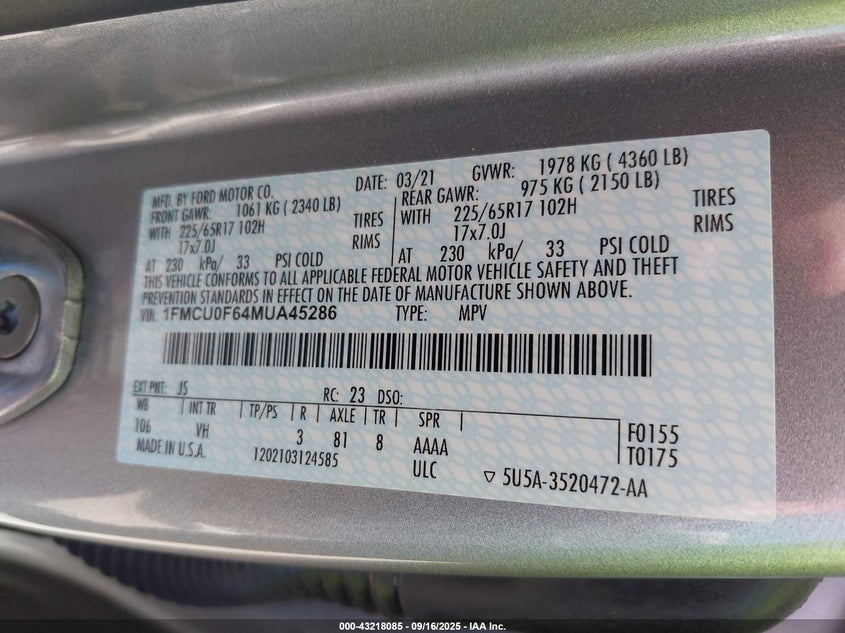 MFD. BY FORD MOTOR CO.
DATE: 03/21 GVWR: 1978 KG ( 4360 LB)
FRONT GAWR: 1061 KG ( 2340 LB) REAR GAWR: 975 KG ( 2150 LB)
WITH 225/65R17 102H TIRES WITH 225/65R17 102H TIRES
17x7.0J RIMS 17x7.0J RIMS
AT 230 kPa/ 33 PSI COLD AT 230 kPa/ 33 PSI COLD
THIS VEHICLE CONFORMS TO ALL APPLICABLE FEDERAL MOTOR VEHICLE SAFETY AND THEFT
PREVENTION STANDARDS IN EFFECT ON THE DATE OF MANUFACTURE SHOWN ABOVE.
VIN: 1FMCU0F64MUA45286 TYPE: MPV
EXT PNT: JS RC: 23 DSO:
WB INT TR TP/PS R AXLE TR SPR
106 VH 3 81 8 AAAA F0155
MADE IN U.S.A. 1202103124585 ULC T0175
▽ 5U5A-3520472-AA
000-43218085 - 09/16/2025 - IAA Inc.